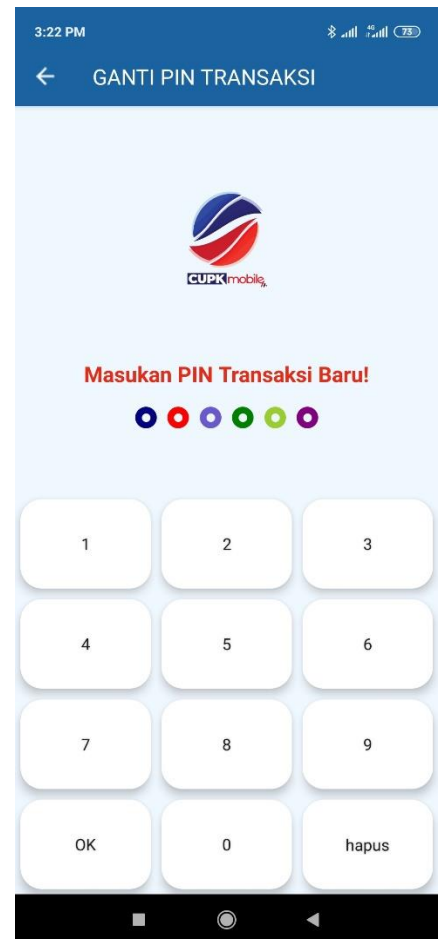 3:22 PM
4G
73
GANTI PIN TRANSAKSI
CUPK mobile
Masukan PIN Transaksi Baru!
1 2 3
4 5 6
7 8 9
OK 0 hapus